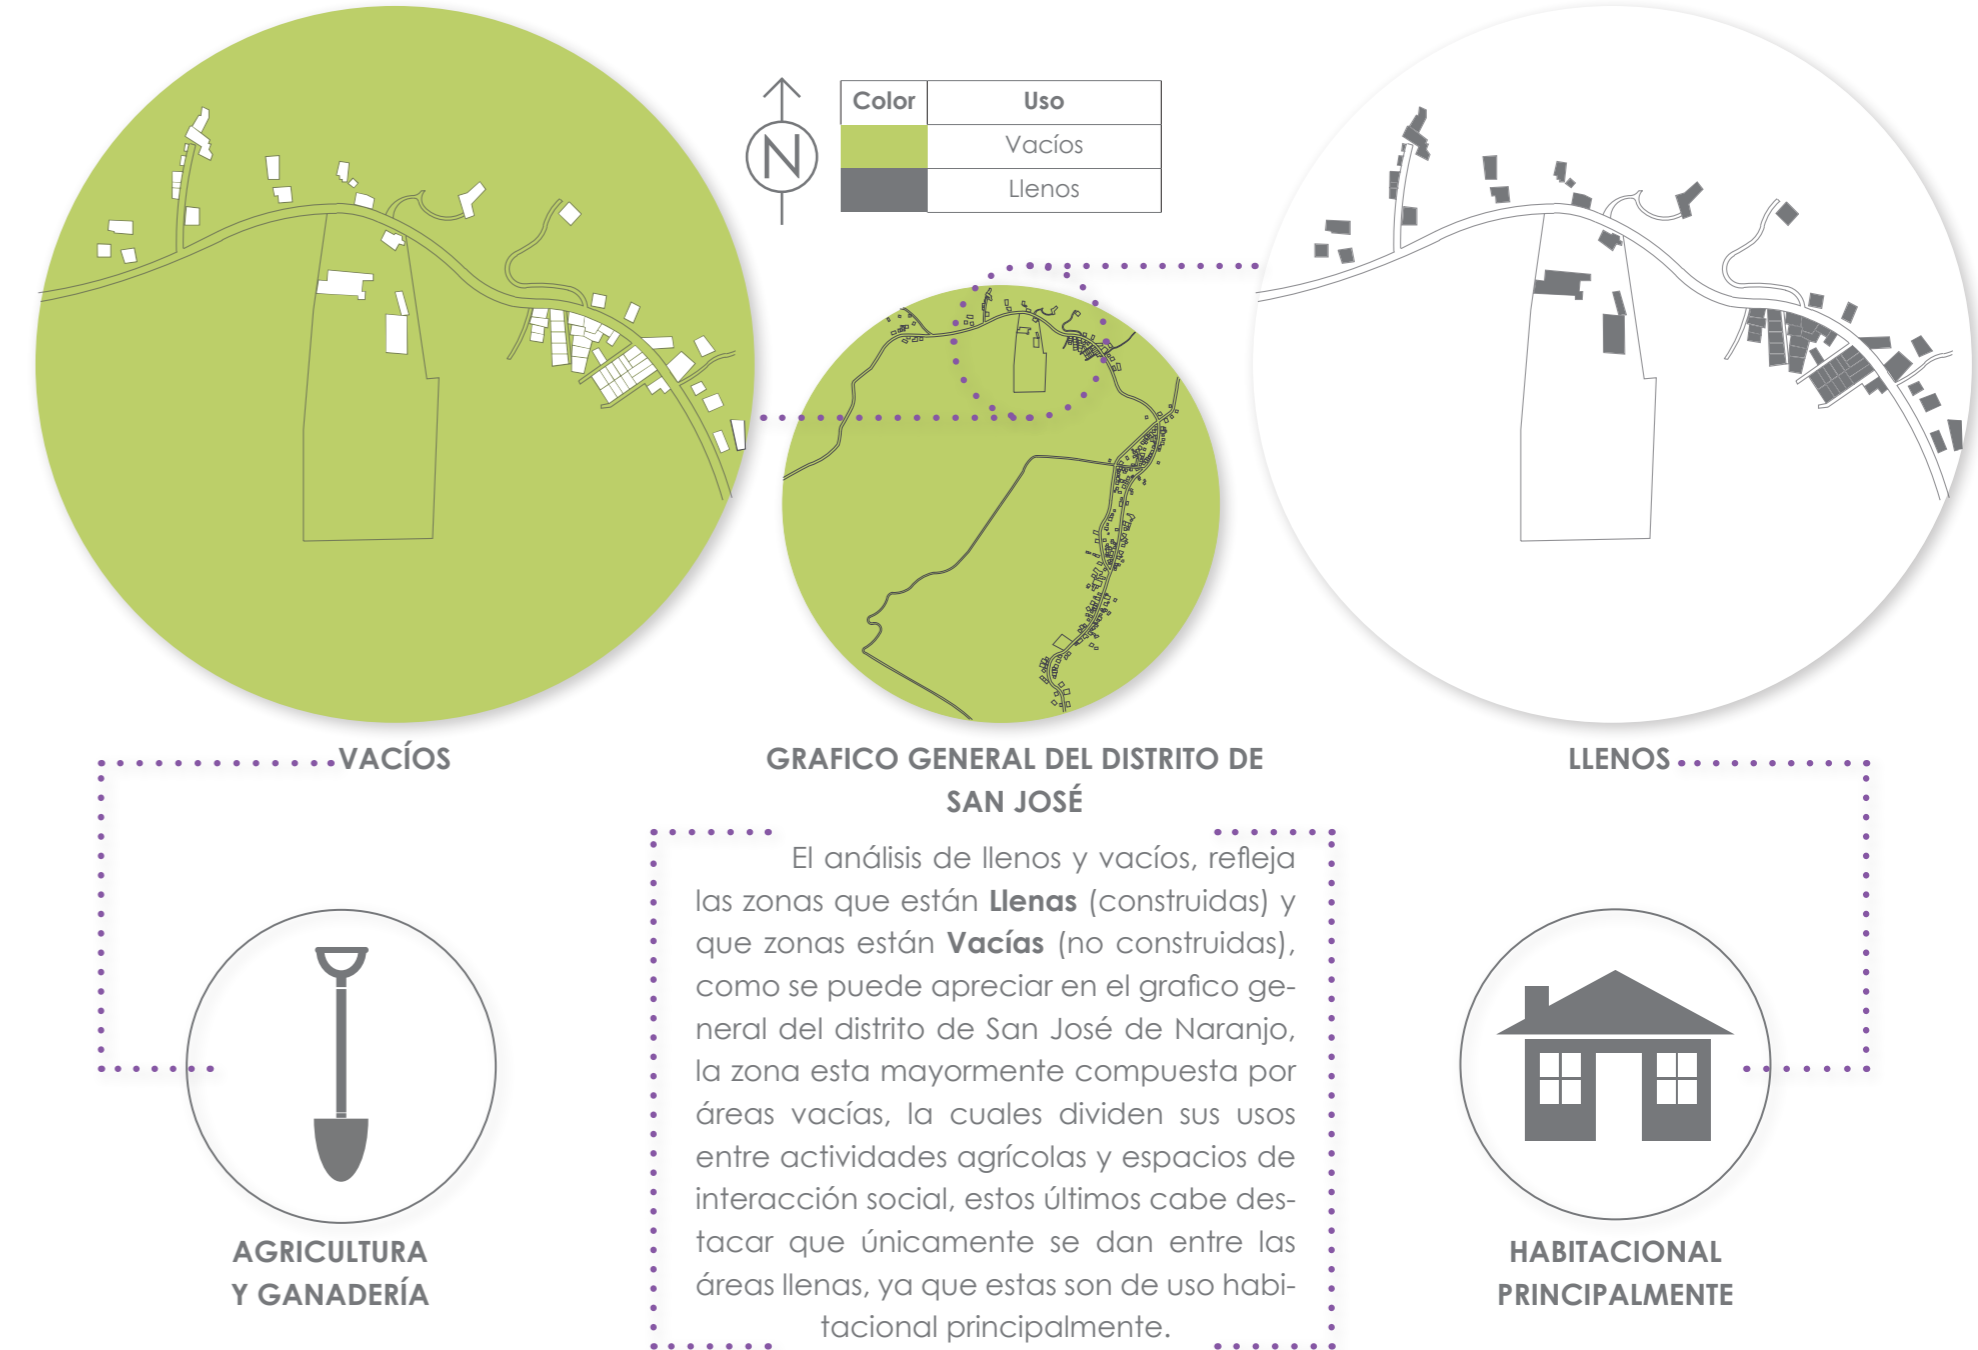 N
Color Uso
Vacíos
Llenos
VACÍOS
GRAFICO GENERAL DEL DISTRITO DE
SAN JOSÉ
LLENOS
El análisis de llenos y vacíos, refleja
las zonas que están Llenas (construidas) y
que zonas están Vacías (no construidas),
como se puede apreciar en el grafico ge-
neral del distrito de San José de Naranjo,
la zona esta mayormente compuesta por
áreas vacías, la cuales dividen sus usos
entre actividades agrícolas y espacios de
interacción social, estos últimos cabe des-
tacar que únicamente se dan entre las
áreas llenas, ya que estas son de uso habi-
tacional principalmente.
AGRICULTURA
Y GANADERÍA
HABITACIONAL
PRINCIPALMENTE